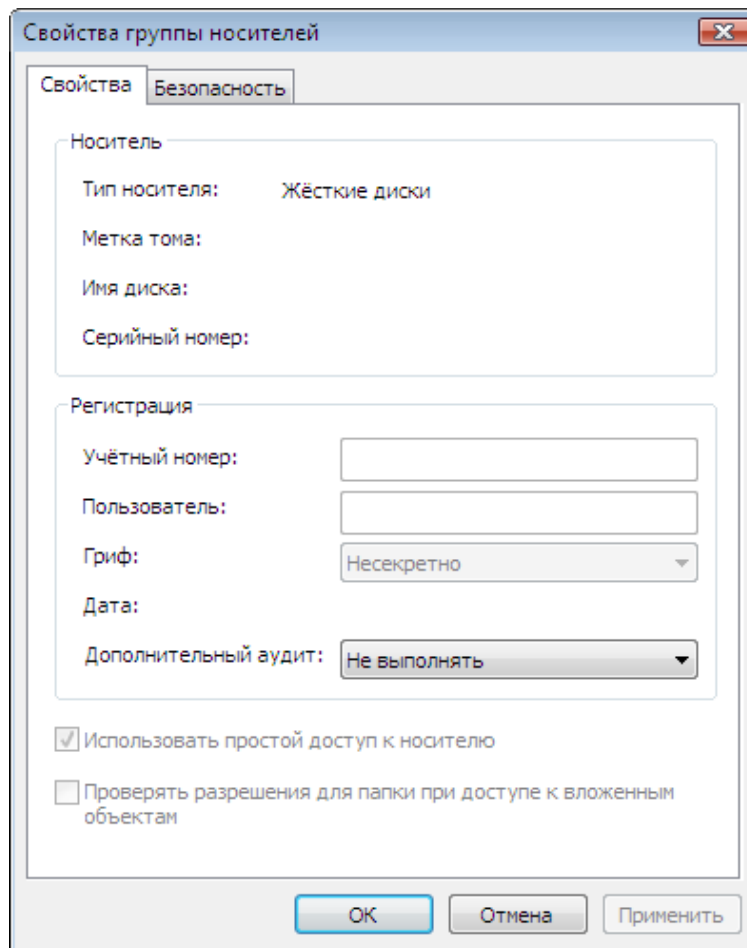 Свойства группы носителей
Свойства
Безопасность
Носитель
Тип носителя: Жёсткие диски
Метка тома:
Имя диска:
Серийный номер:
Регистрация
Учётный номер:
Пользователь:
Гриф: Несекретно
Дата:
Дополнительный аудит: Не выполнять
Использовать простой доступ к носителю
Проверять разрешения для папки при доступе к вложенным
объектам
ОК Отмена Применить